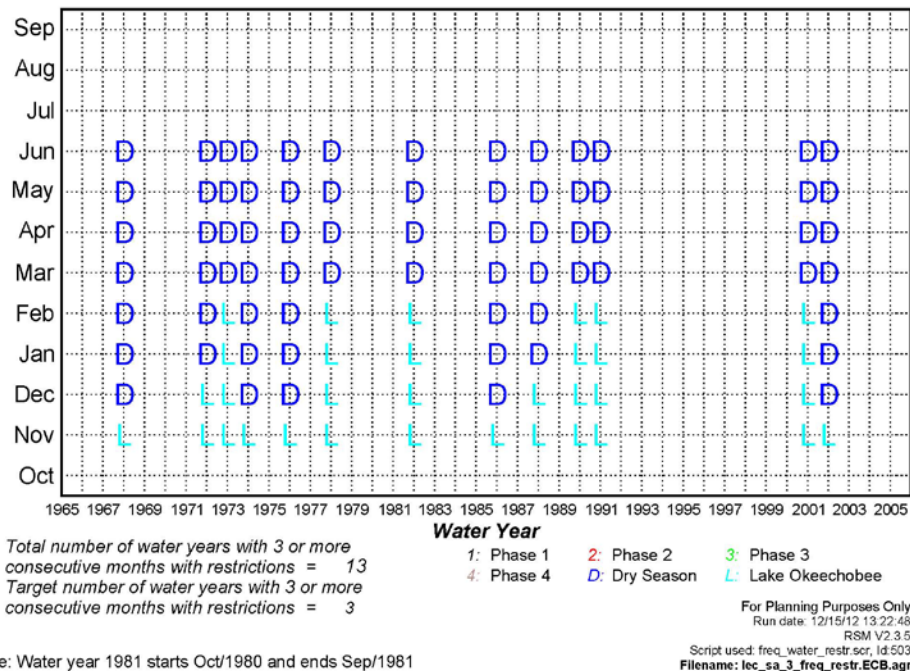 Sep
Aug
Jul
Jun D D D D D D D D D D D D D
May D D D D D D D D D D D D D
Apr D D D D D D D D D D D D D
Mar D D D D D D D D D D D D D
Feb D D L D D L L D D L L L D
Jan D D L D D L L D D L L L D
Dec D L L D D L L D L L L L D
Nov L L L L L L L L L L L L L
Oct
1965 1967 1969 1971 1973 1975 1977 1979 1981 1983 1985 1987 1989 1991 1993 1995 1997 1999 2001 2003 2005
Water Year
Total number of water years with 3 or more
consecutive months with restrictions = 13
Target number of water years with 3 or more
consecutive months with restrictions = 3
1: Phase 1 2: Phase 2 3: Phase 3
4: Phase 4 D: Dry Season L: Lake Okeechobee
For Planning Purposes Only
Run date: 12/15/12 13:22:48
RSM V2.3.5
Script used: freq_water_restr.scr, Id:503
Filename: lec_sa_3_freq_restr.ECB.agr
e: Water year 1981 starts Oct/1980 and ends Sep/1981